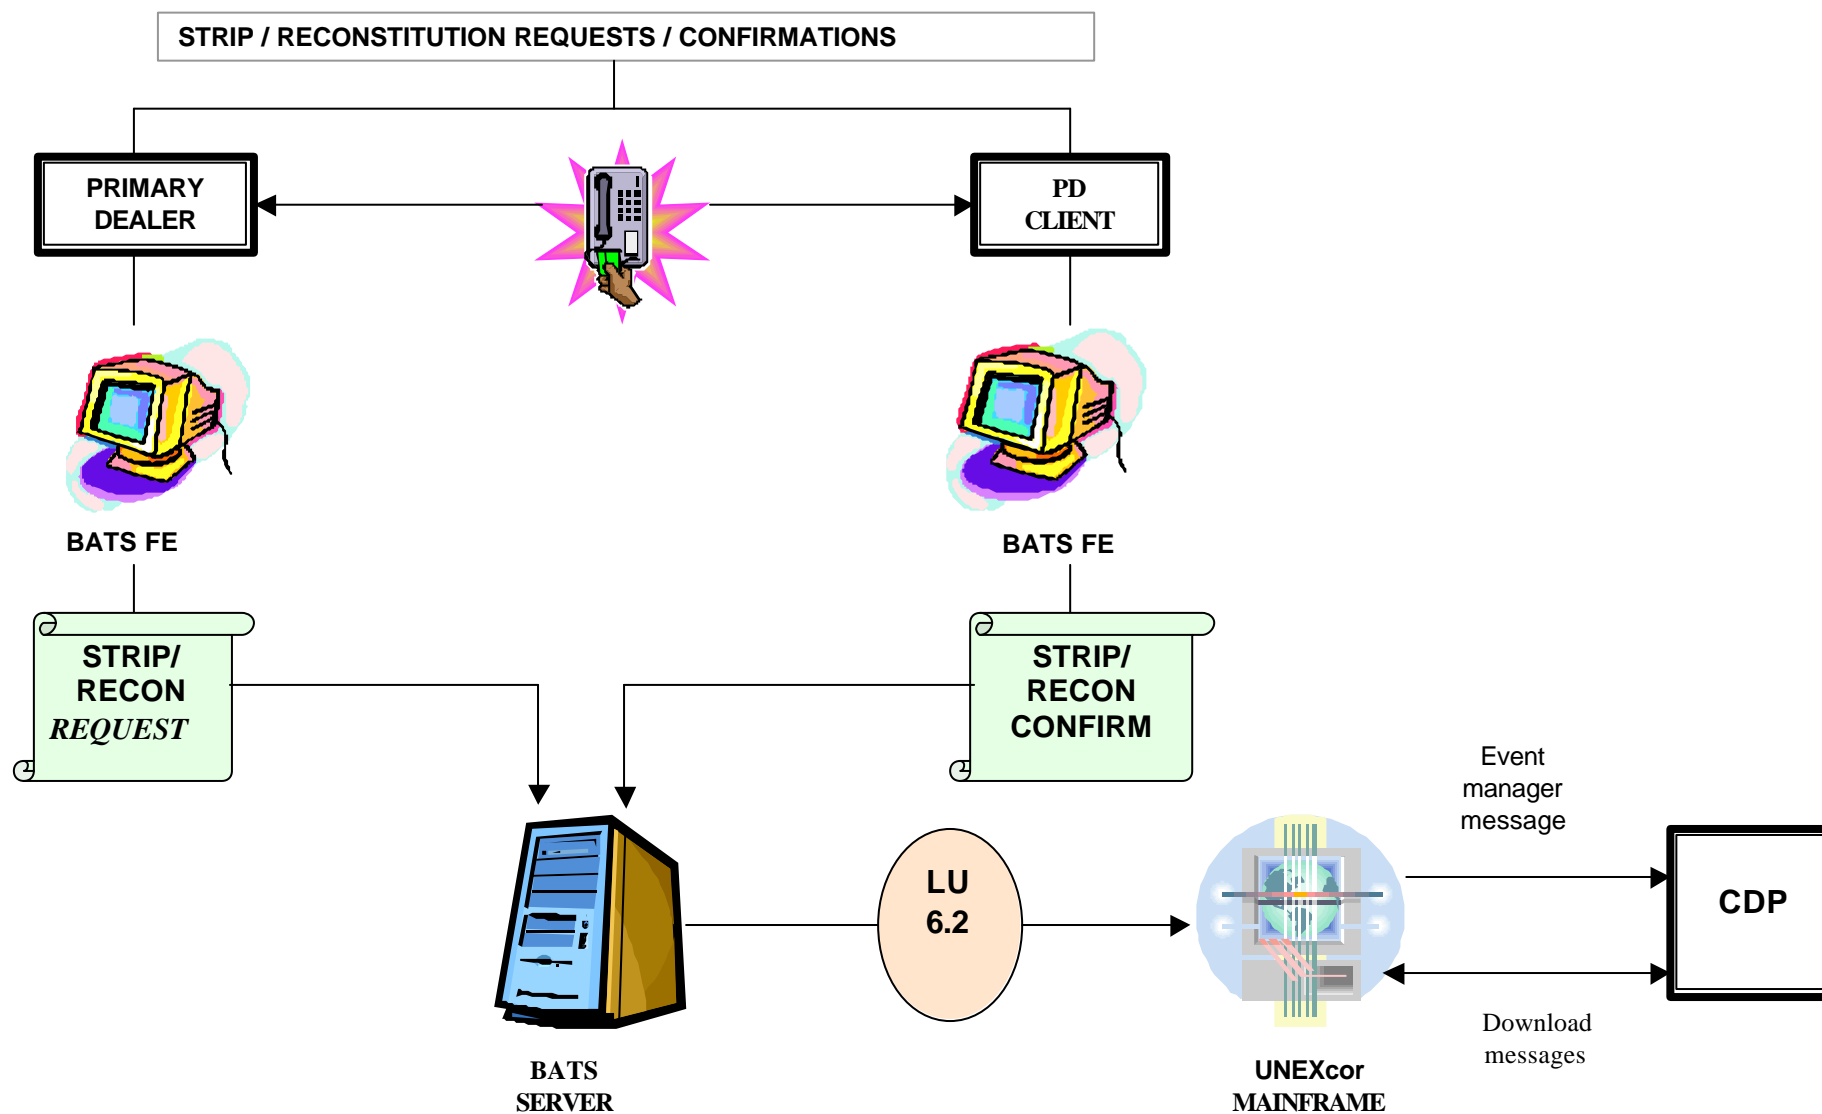 STRIP / RECONSTITUTION REQUESTS / CONFIRMATIONS
PRIMARY
DEALER
PD
CLIENT
BATS FE
BATS FE
STRIP/
RECON
REQUEST
STRIP/
RECON
CONFIRM
Event
manager
message
LU
6.2
CDP
Download
messages
BATS
SERVER
UNEXcor
MAINFRAME